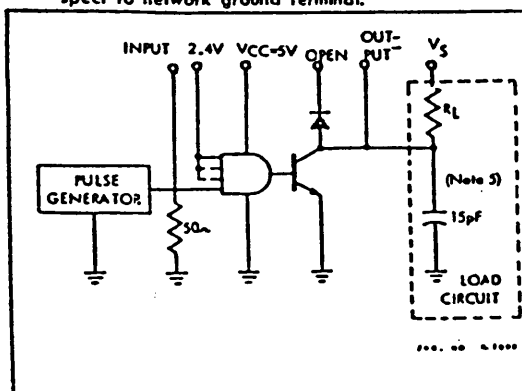 spect to network ground terminal.
INPUT 2.4V VCC=5V OPEN OUT-
PUT VS
RL
PULSE
GENERATOR
50~
(Note 5)
15pF
LOAD
CIRCUIT